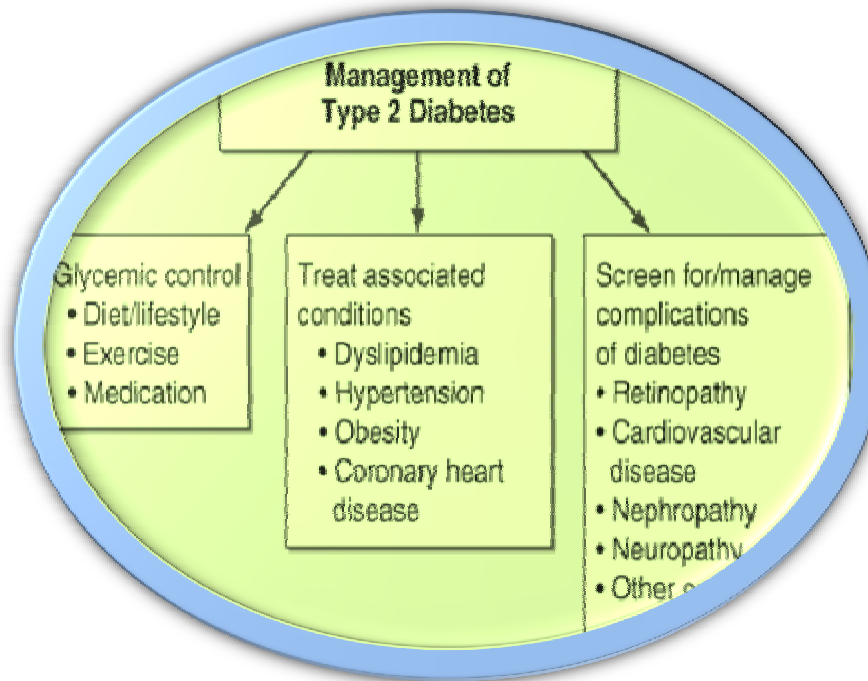 Management of
Type 2 Diabetes
Glycemic control
• Diet/lifestyle
• Exercise
• Medication
Treat associated
conditions
• Dyslipidemia
• Hypertension
• Obesity
• Coronary heart
disease
Screen for/manage
complications
of diabetes
• Retinopathy
• Cardiovascular
disease
• Nephropathy
• Neuropathy
• Other